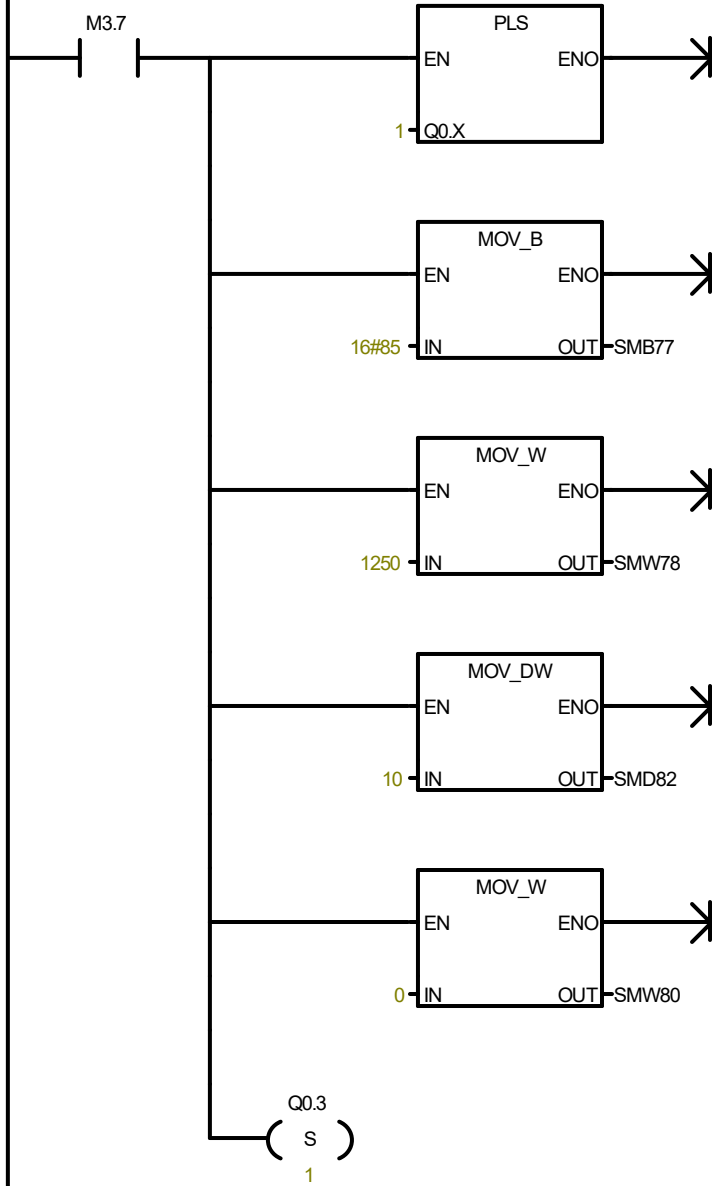 M3.7
PLS
EN ENO
1 Q0.X
MOV_B
EN ENO
16#85 IN OUT SMB77
MOV_W
EN ENO
1250 IN OUT SMW78
MOV_DW
EN ENO
10 IN OUT SMD82
MOV_W
EN ENO
0 IN OUT SMW80
Q0.3
S
1